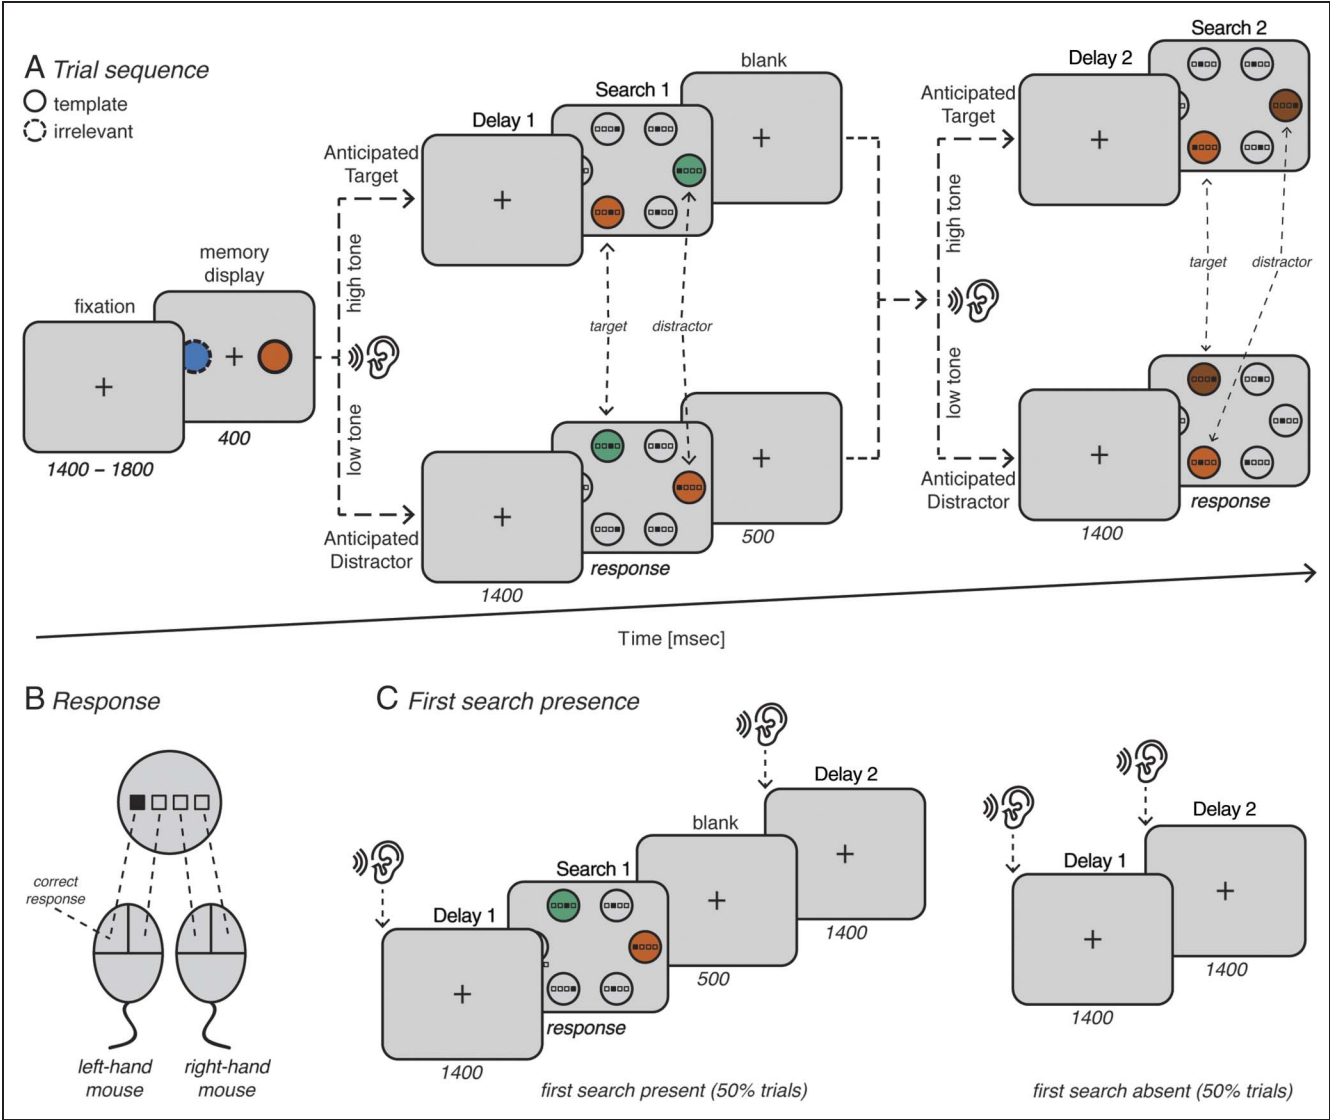 A Trial sequence
template
irrelevant
fixation
1400 – 1800
memory
display
400
Anticipated
Target
high tone
low tone
Anticipated
Distractor
Delay 1
Search 1
blank
target
distractor
1400
response
500
Anticipated
Target
high tone
low tone
Anticipated
Distractor
Delay 2
Search 2
target
distractor
1400
response
Time [msec]
B Response
correct
response
left-hand
mouse
right-hand
mouse
C First search presence
Delay 1
1400
Search 1
response
blank
500
Delay 2
1400
first search present (50% trials)
Delay 1
1400
Delay 2
1400
first search absent (50% trials)